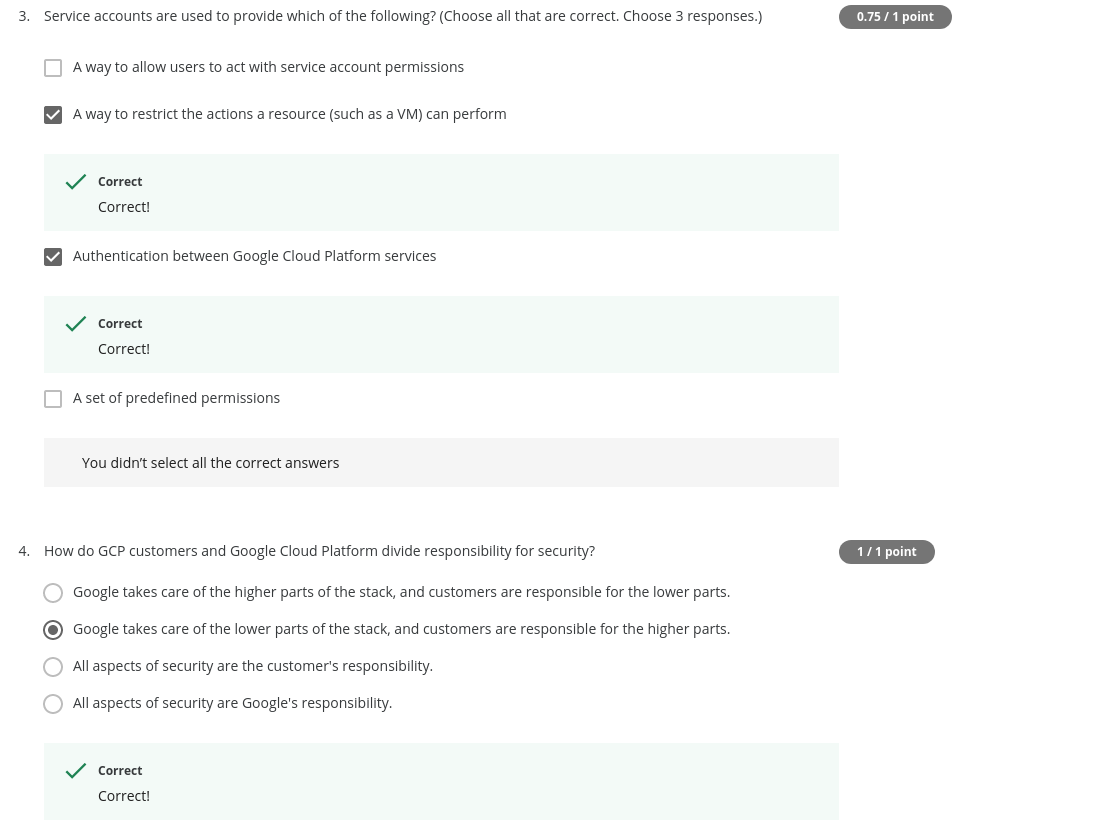 3. Service accounts are used to provide which of the following? (Choose all that are correct. Choose 3 responses.)
0.75 / 1 point
A way to allow users to act with service account permissions
A way to restrict the actions a resource (such as a VM) can perform
Correct
Correct!
Authentication between Google Cloud Platform services
Correct
Correct!
A set of predefined permissions
You didn’t select all the correct answers
4. How do GCP customers and Google Cloud Platform divide responsibility for security?
1 / 1 point
Google takes care of the higher parts of the stack, and customers are responsible for the lower parts.
Google takes care of the lower parts of the stack, and customers are responsible for the higher parts.
All aspects of security are the customer's responsibility.
All aspects of security are Google's responsibility.
Correct
Correct!